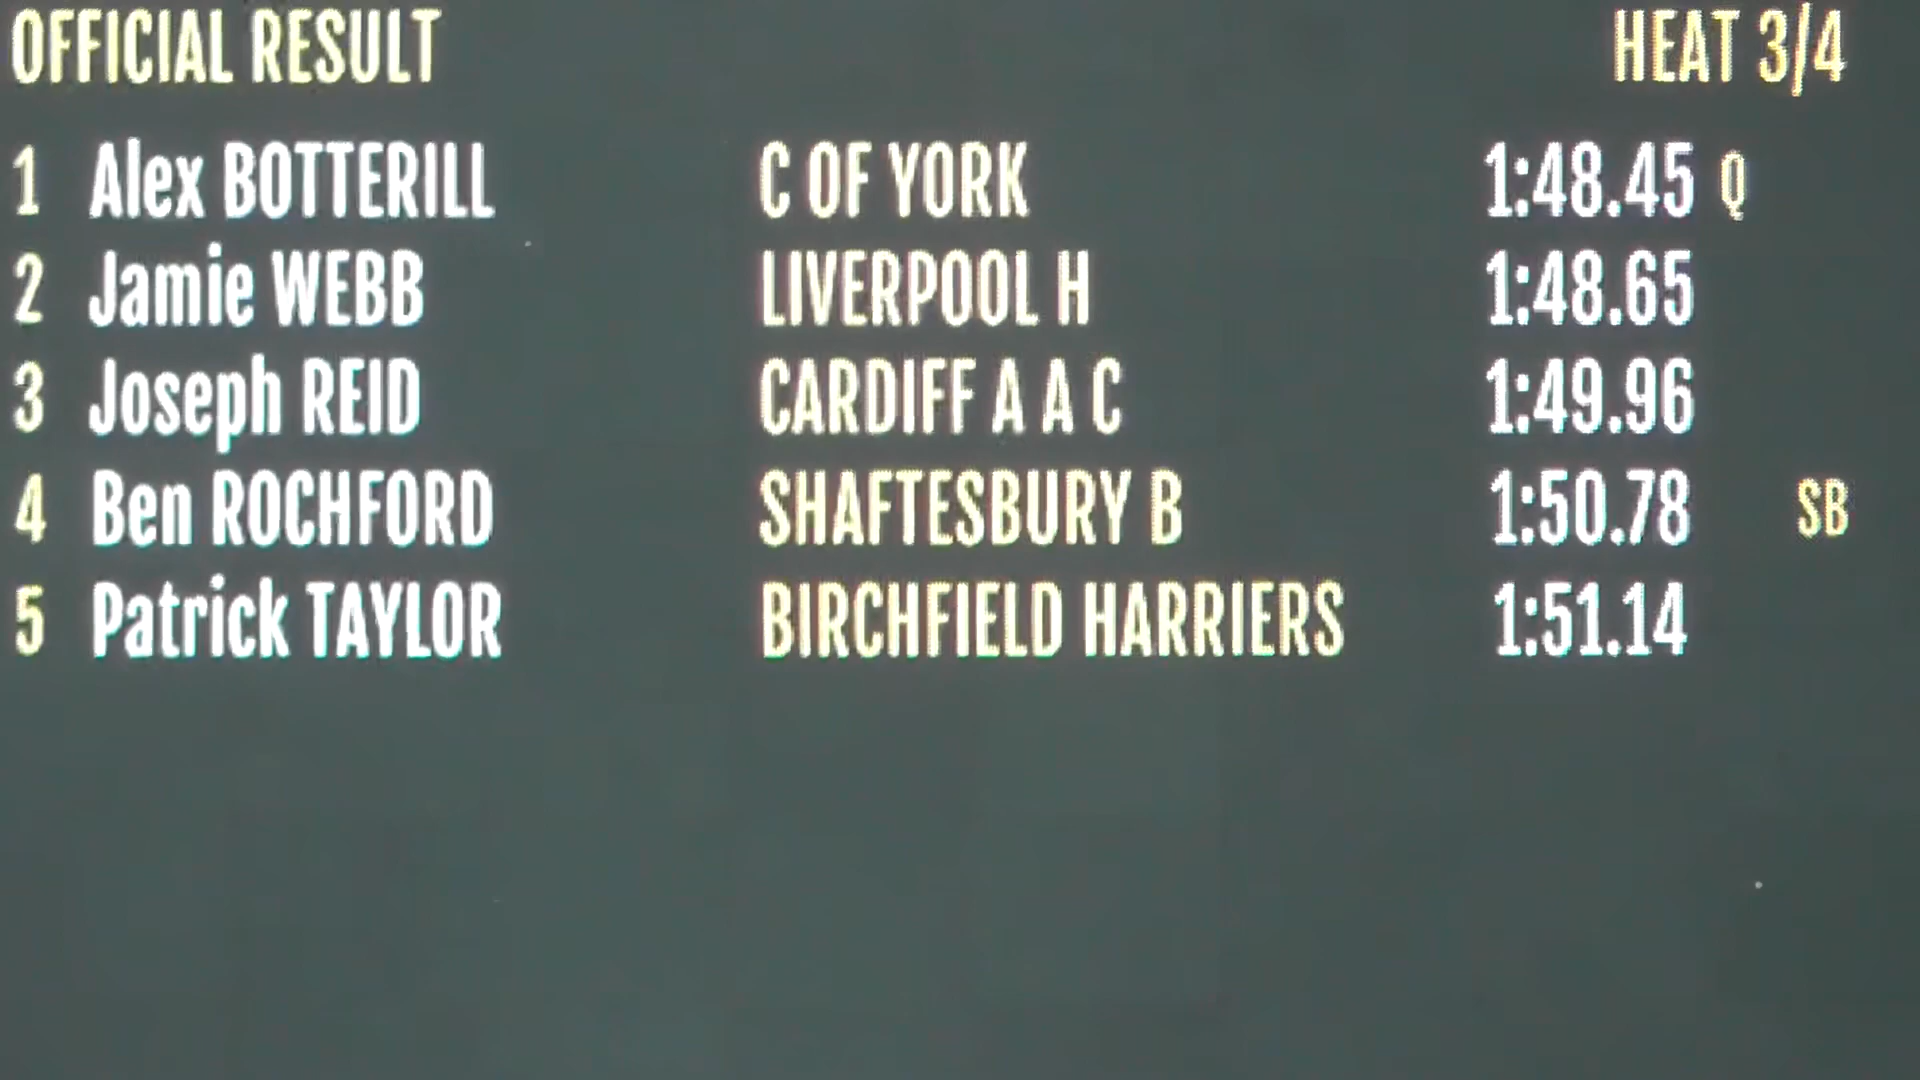 OFFICIAL RESULT HEAT 3/4
1 Alex BOTTERILL C OF YORK 1:48.45 Q
2 Jamie WEBB LIVERPOOL H 1:48.65
3 Joseph REID CARDIFF A A C 1:49.96
4 Ben ROCHFORD SHAFTESBURY B 1:50.78 SB
5 Patrick TAYLOR BIRCHFIELD HARRIERS 1:51.14